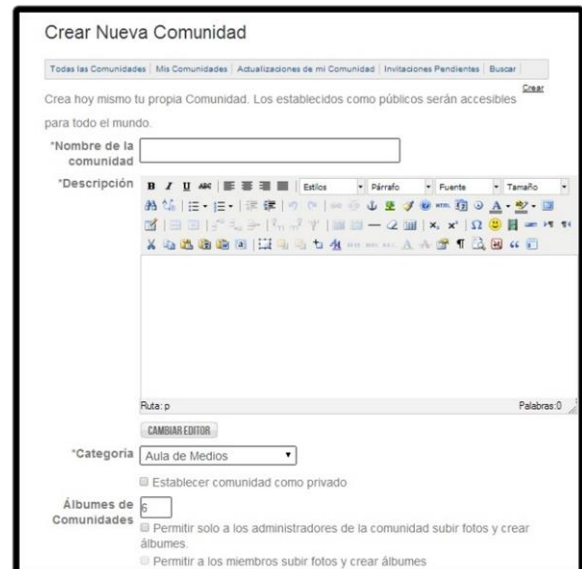 Crear Nueva Comunidad
Todas las Comunidades | Mis Comunidades | Actualizaciones de mi Comunidad | Invitaciones Pendientes | Buscar
Crear
Crea hoy mismo tu propia Comunidad. Los establecidos como públicos serán accesibles
para todo el mundo.
*Nombre de la
comunidad
*Descripción
B I U ABC Estilos Párrafo Fuente Tamaño
HTML
Ruta: p Palabras:0
CAMBIAR EDITOR
*Categoría Aula de Medios
Establecer comunidad como privado
Álbumes de
Comunidades 6
Permitir solo a los administradores de la comunidad subir fotos y crear
álbumes.
Permitir a los miembros subir fotos y crear álbumes